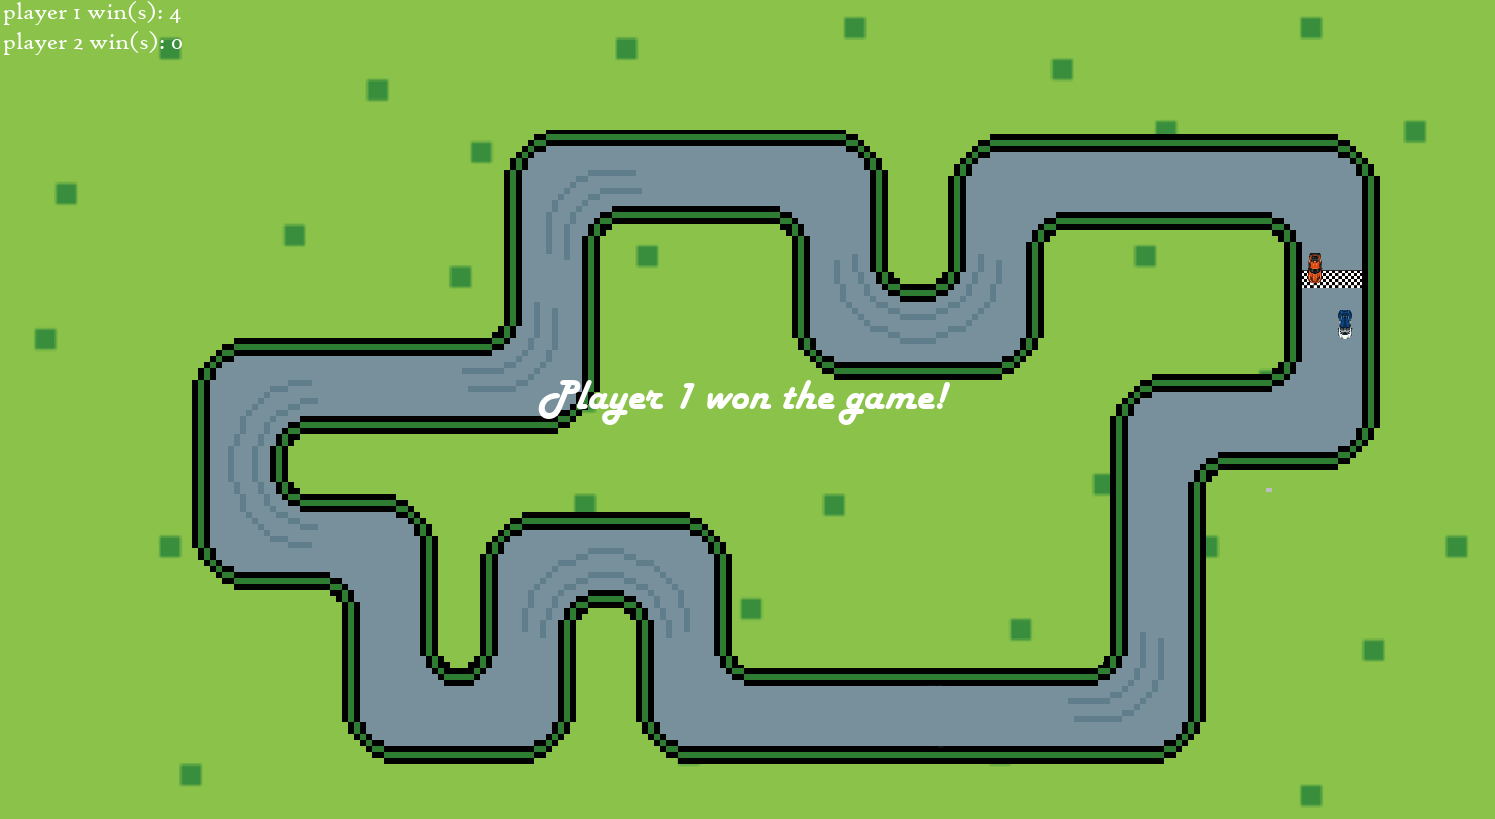 player 1 win(s): 4
player 2 win(s): 0
Player 1 won the game!